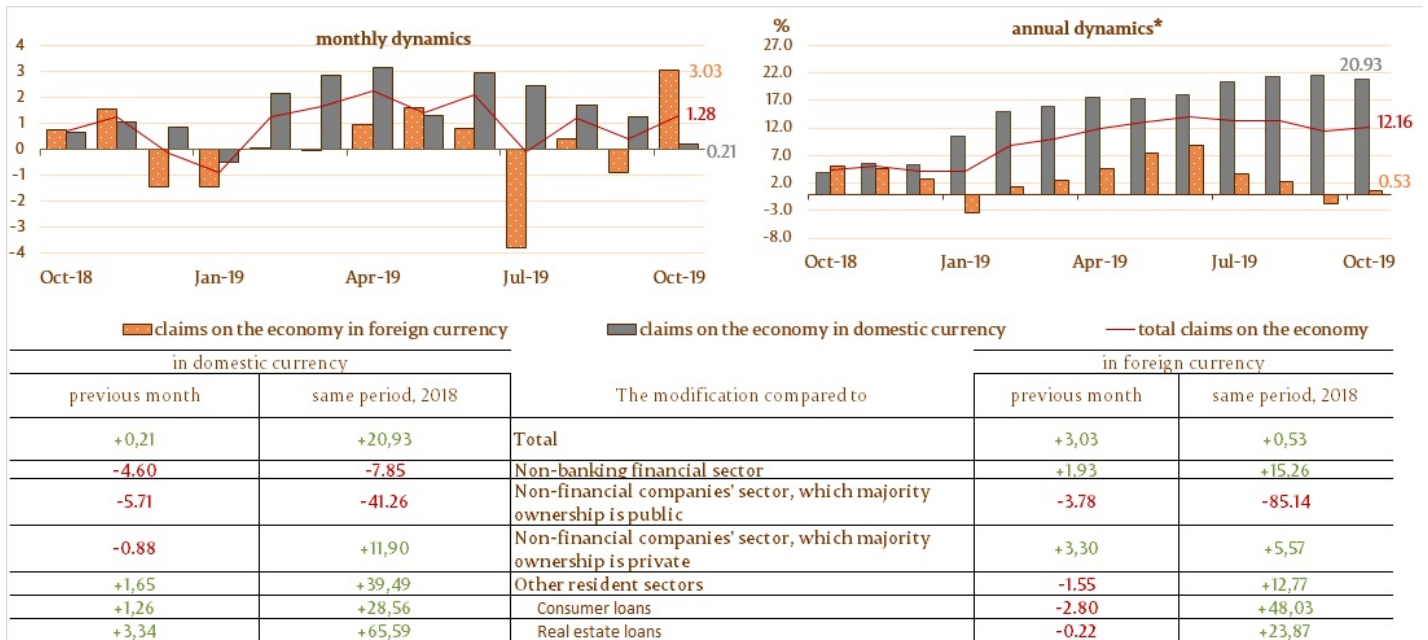 monthly dynamics
4
3
2
1
0
-1
-2
-3
-4
3.03
1.28
0.21
Oct-18 Jan-19 Apr-19 Jul-19 Oct-19
% annual dynamics*
27.0
22.0
17.0
12.0
7.0
2.0
-3.0
-8.0
20.93
12.16
0.53
Oct-18 Jan-19 Apr-19 Jul-19 Oct-19
claims on the economy in foreign currency claims on the economy in domestic currency total claims on the economy
in domestic currency in foreign currency
previous month same period, 2018 The modification compared to previous month same period, 2018
+0,21 +20,93 Total +3,03 +0,53
-4.60 -7.85 Non-banking financial sector +1,93 +15,26
-5.71 -41.26 Non-financial companies' sector, which majority
ownership is public -3.78 -85.14
-0.88 +11,90 Non-financial companies' sector, which majority
ownership is private +3,30 +5,57
+1,65 +39,49 Other resident sectors -1.55 +12,77
+1,26 +28,56 Consumer loans -2.80 +48,03
+3,34 +65,59 Real estate loans -0.22 +23,87